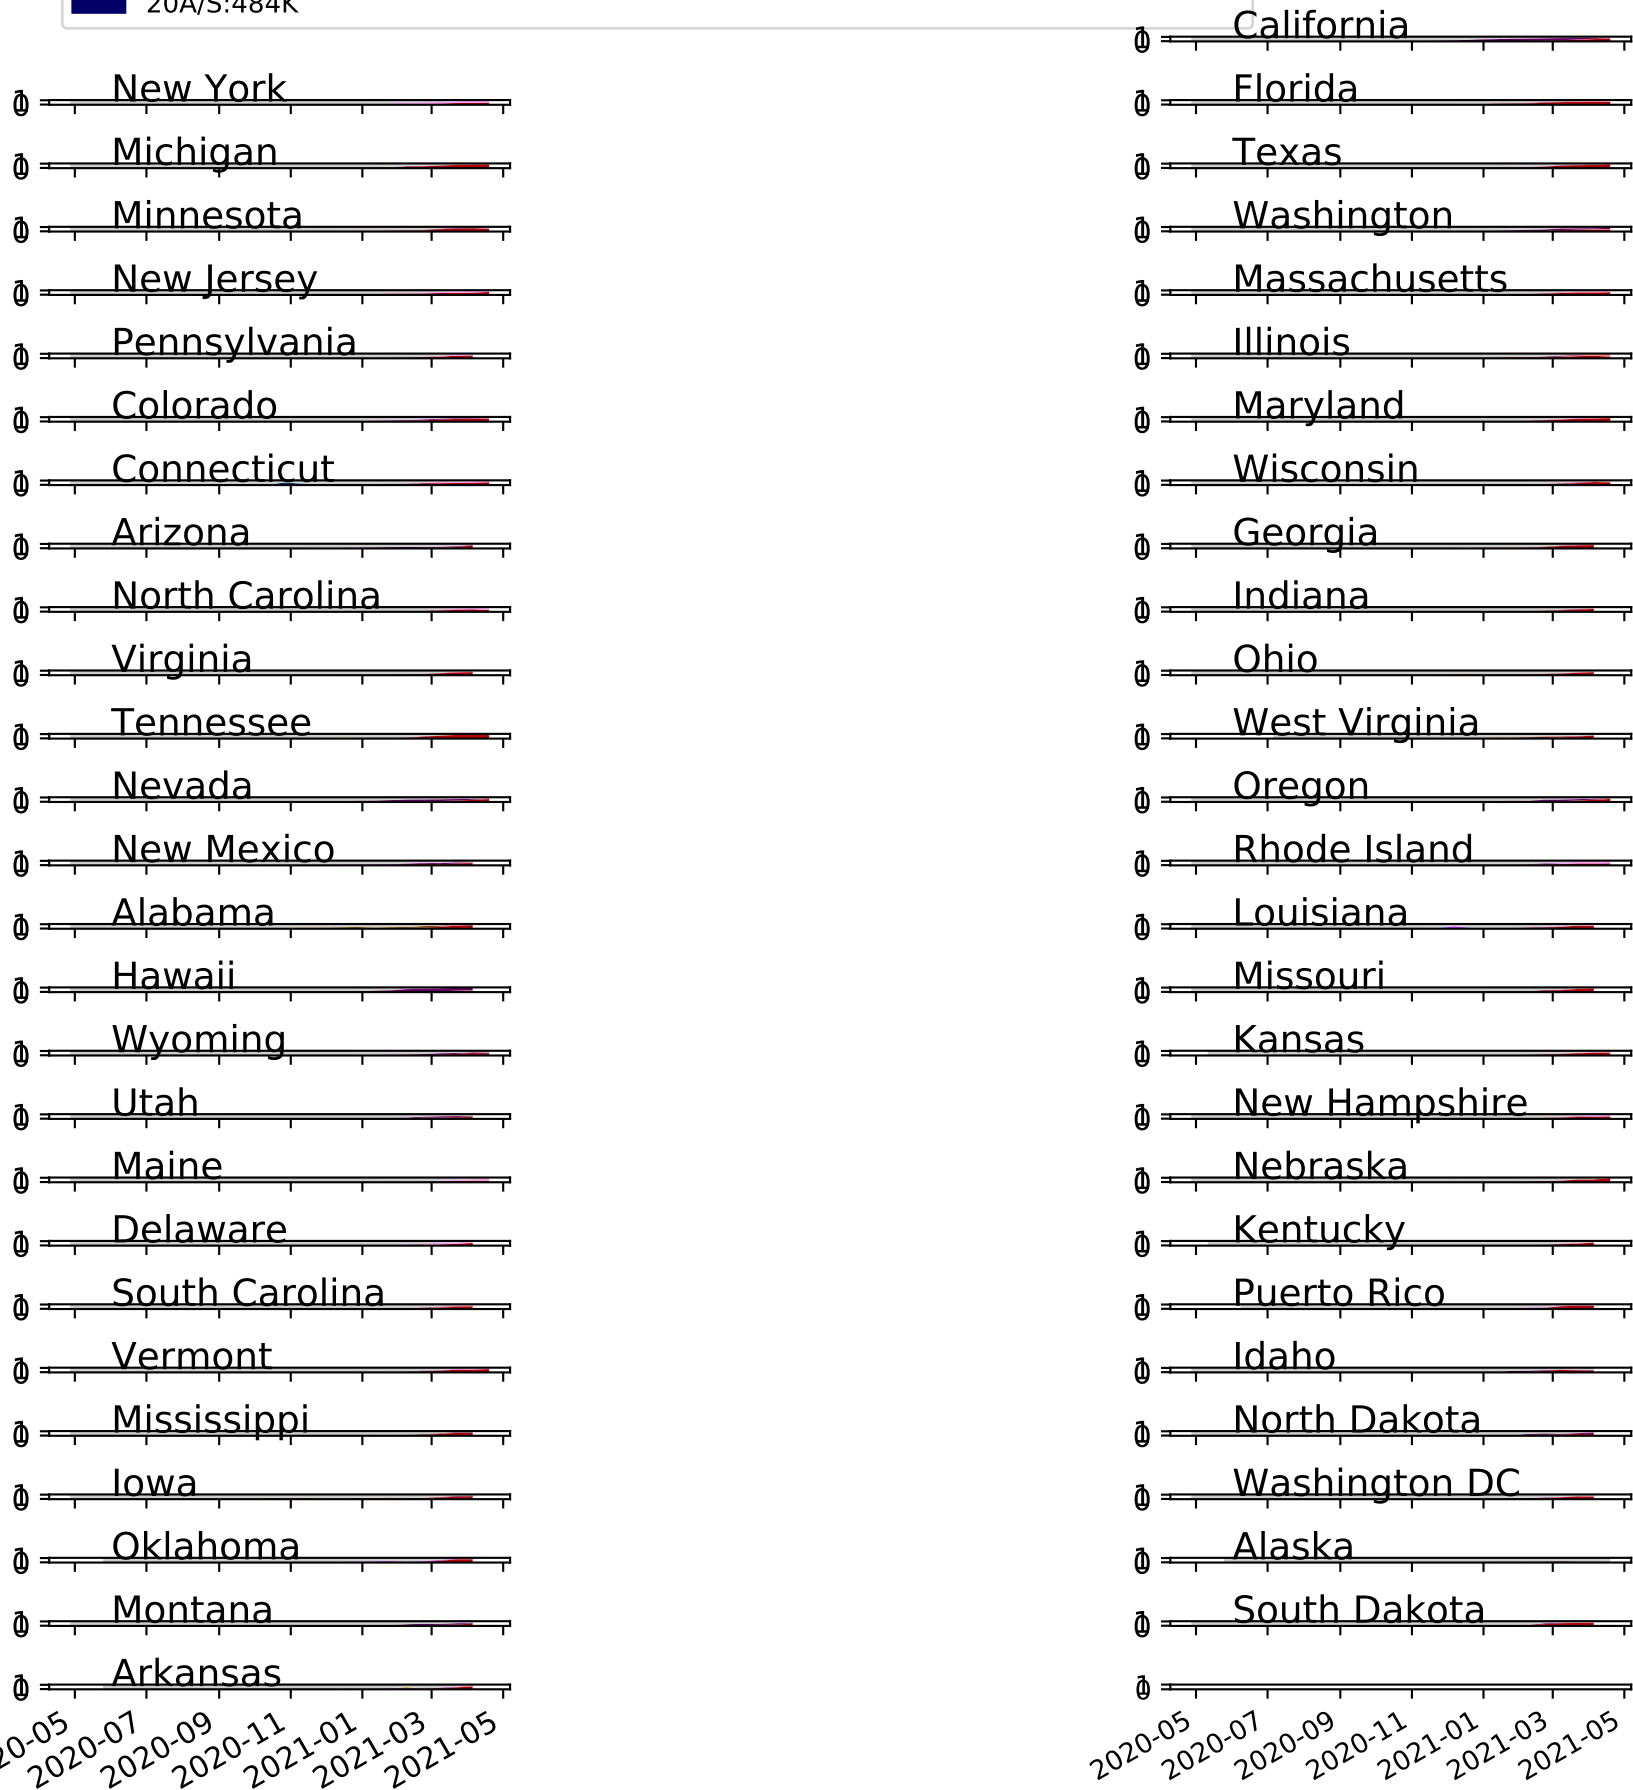 20A/S:484K
New York
Michigan
Minnesota
New Jersey
Pennsylvania
Colorado
Connecticut
Arizona
North Carolina
Virginia
Tennessee
Nevada
New Mexico
Alabama
Hawaii
Wyoming
Utah
Maine
Delaware
South Carolina
Vermont
Mississippi
Iowa
Oklahoma
Montana
Arkansas
20-05 2020-07 2020-09 2020-11 2021-01 2021-03 2021-05
California
Florida
Texas
Washington
Massachusetts
Illinois
Maryland
Wisconsin
Georgia
Indiana
Ohio
West Virginia
Oregon
Rhode Island
Louisiana
Missouri
Kansas
New Hampshire
Nebraska
Kentucky
Puerto Rico
Idaho
North Dakota
Washington DC
Alaska
South Dakota
2020-05 2020-07 2020-09 2020-11 2021-01 2021-03 2021-05